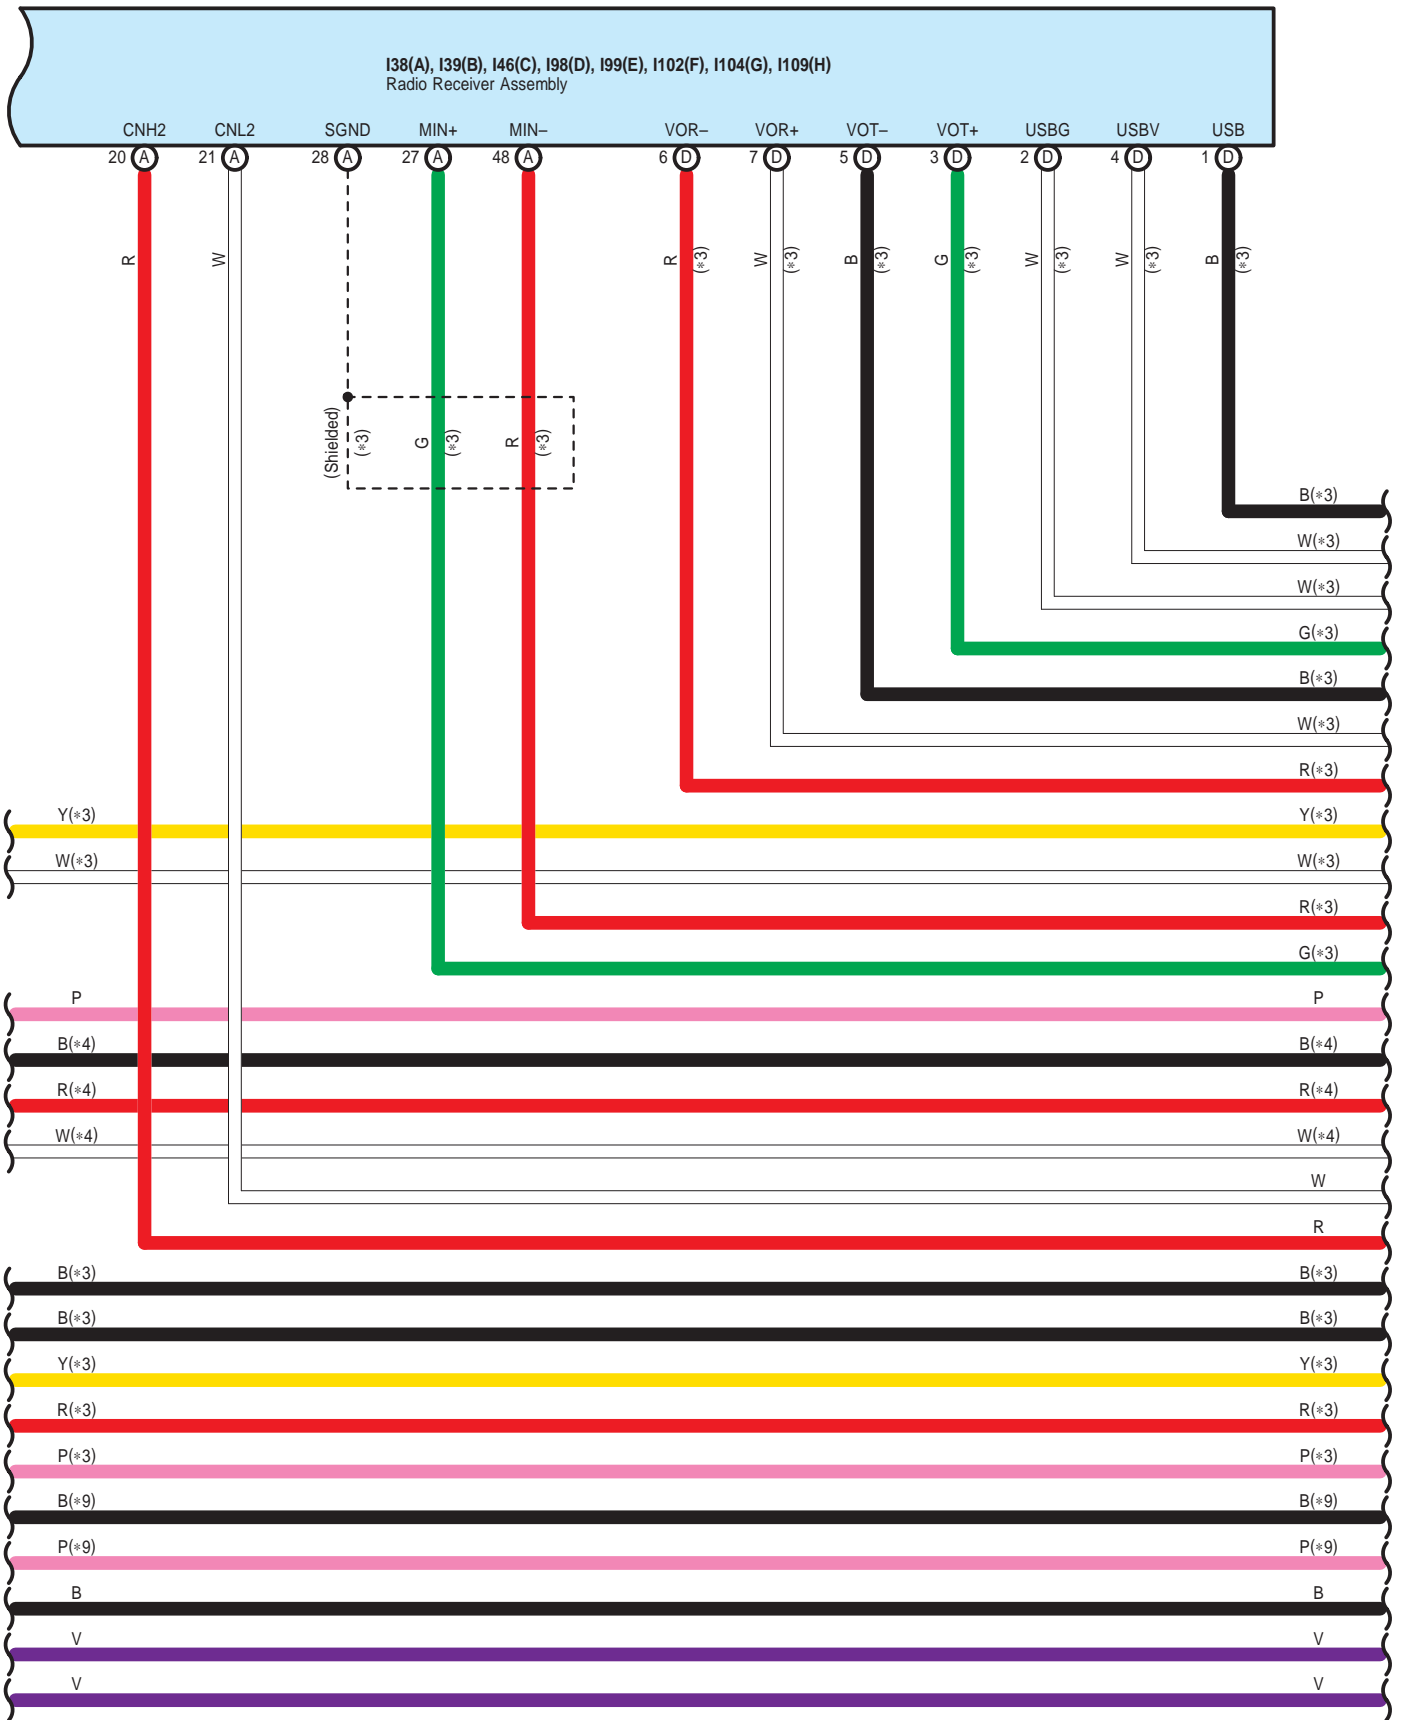 I38(A), I39(B), I46(C), I98(D), I99(E), I102(F), I104(G), I109(H)
Radio Receiver Assembly
CNH2 CNL2 SGND MIN+ MIN– VOR– VOR+ VOT– VOT+ USBG USBV USB
20 A 21 A 28 A 27 A 48 A 6 D 7 D 5 D 3 D 2 D 4 D 1 D
R W R (*3) W (*3) B (*3) G (*3) W (*3) W (*3) B (*3)
(Shielded) (*3) G (*3) R (*3)
B(*3)
W(*3)
W(*3)
G(*3)
B(*3)
W(*3)
R(*3)
Y(*3) Y(*3)
W(*3) W(*3)
R(*3)
G(*3)
P P
B(*4) B(*4)
R(*4) R(*4)
W(*4) W(*4)
W
R
B(*3) B(*3)
B(*3) B(*3)
Y(*3) Y(*3)
R(*3) R(*3)
P(*3) P(*3)
B(*9) B(*9)
P(*9) P(*9)
B B
V V
V V